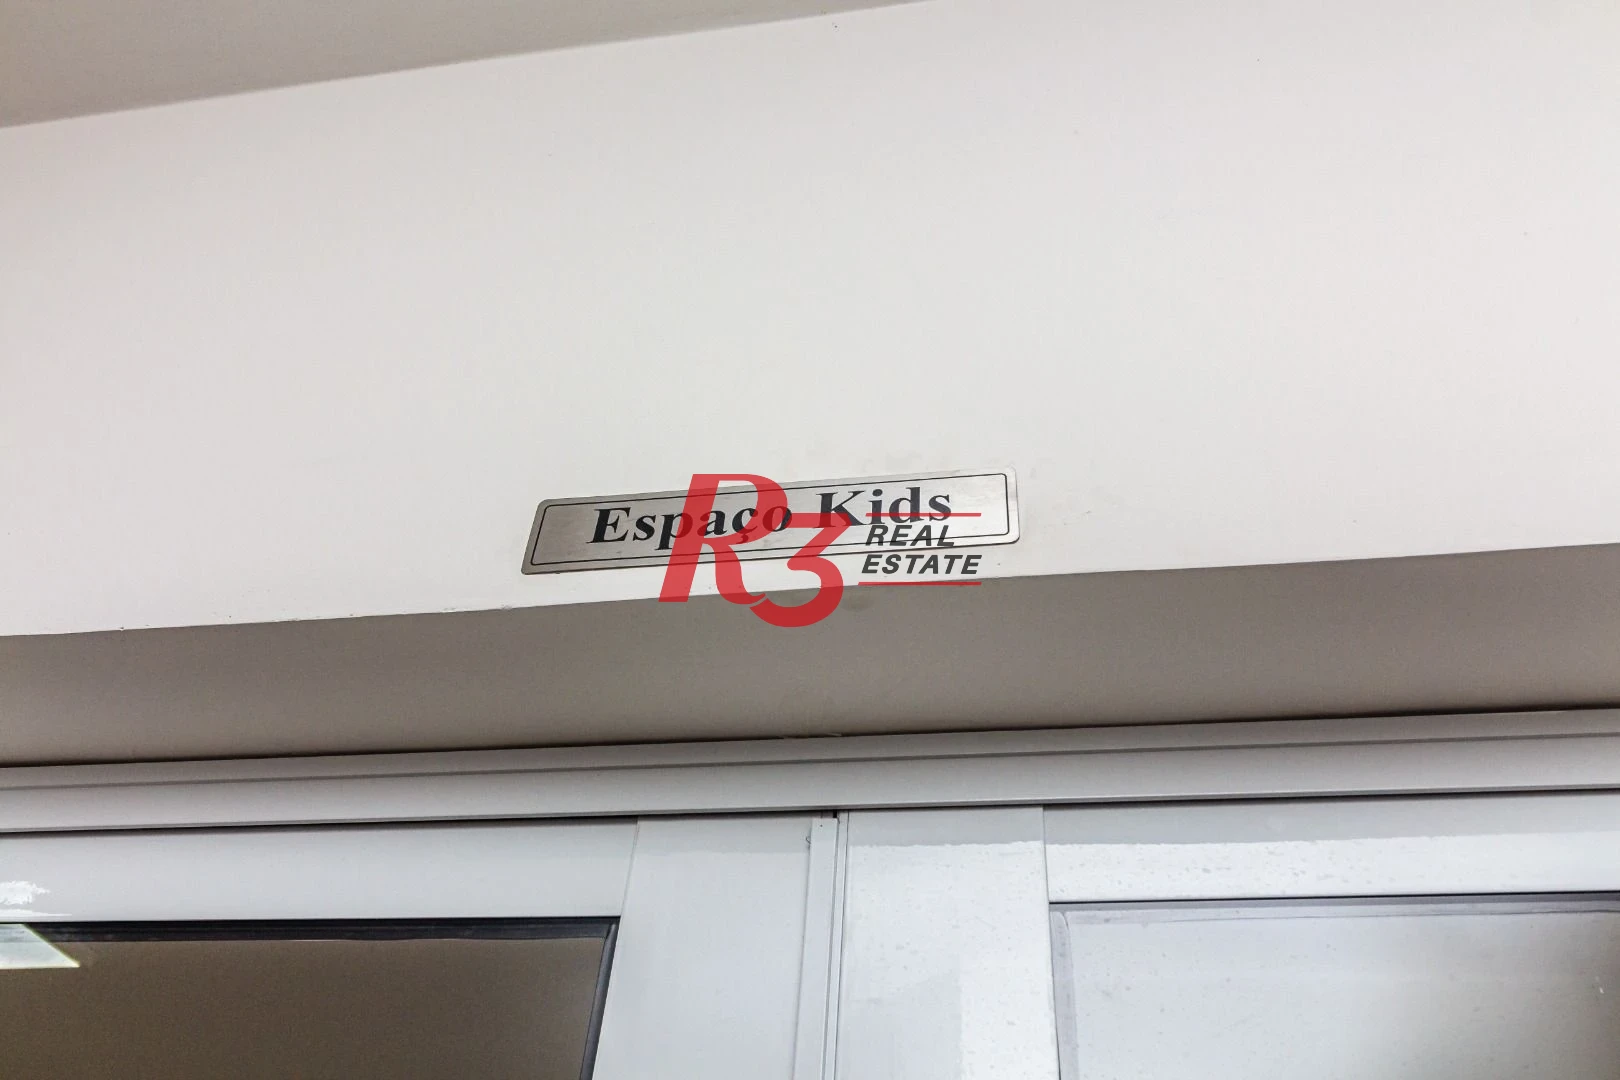 Espaço Kids
R3 REAL
ESTATE